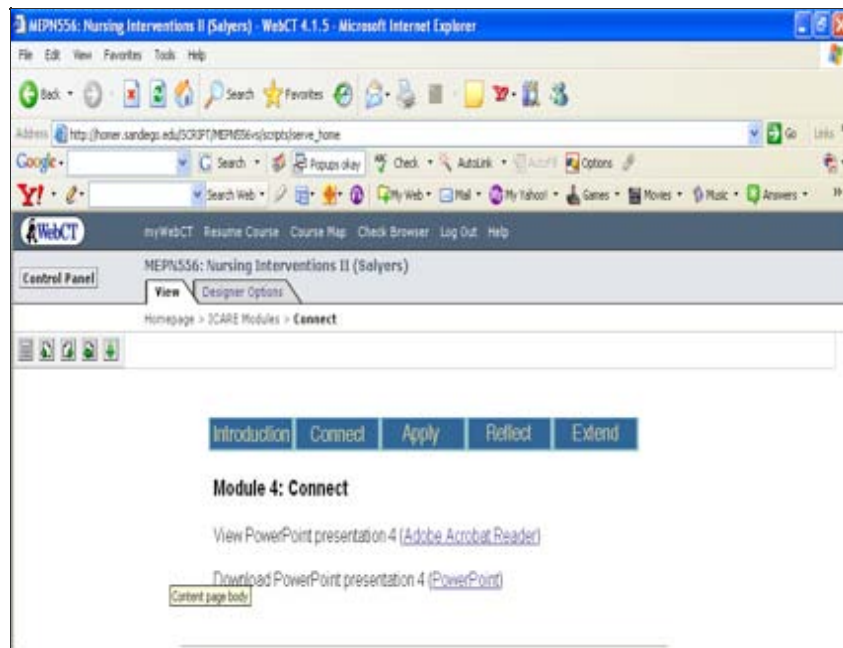 MEPN556: Nursing Interventions II (Salyers) - WebCT 4.1.5 - Microsoft Internet Explorer
File Edit View Favorites Tools Help
Back Search Favorites
Address http://homer.sandiego.edu/SCRIPT/MEPN556vs/scripts/serve_home Go Links
Google Search Popups okay Check AutoLink AutoFill Options
Y! Search Web My Web Mail My Yahoo! Games Movies Music Answers
WebCT myWebCT Resume Course Course Map Check Browser Log Out Help
Control Panel MEPN556: Nursing Interventions II (Salyers)
View Designer Options
Homepage > ICARE Modules > Connect
Introduction Connect Apply Reflect Extend
Module 4: Connect
View PowerPoint presentation 4 (Adobe Acrobat Reader)
Download PowerPoint presentation 4 (PowerPoint)
Content page body